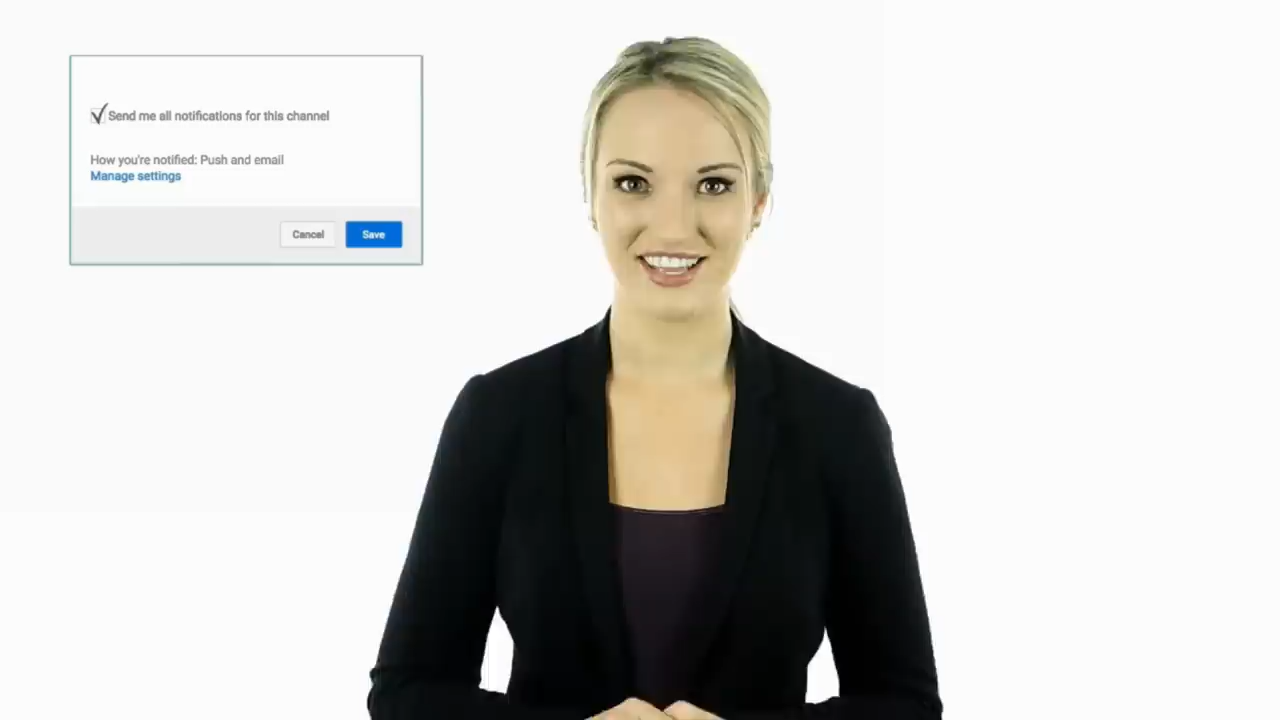 Send me all notifications for this channel
How you're notified: Push and email
Manage settings
Cancel
Save